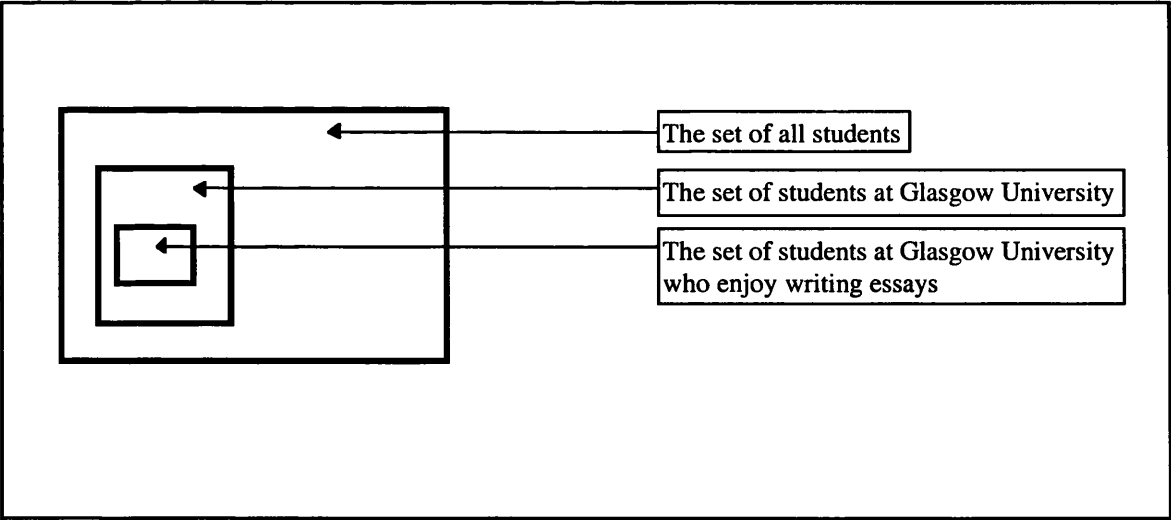 The set of all students
The set of students at Glasgow University
The set of students at Glasgow University
who enjoy writing essays